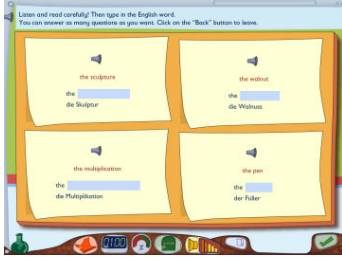 Listen and read carefully! Then type in the English word.
You can answer as many questions as you want. Click on the "Back" button to leave.
the sculpture
the
die Skulptur
the walnut
the
die Walnuss
the multiplication
the
die Multiplikation
the pen
the
der Füller
0100